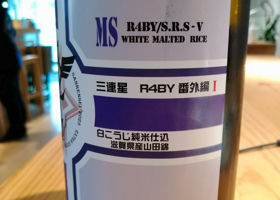 MS R4BY/S.R.S-V
WHITE MALTED RICE
三連星 R4BY 番外編 I
白こうじ純米仕込
滋賀県産山田錦